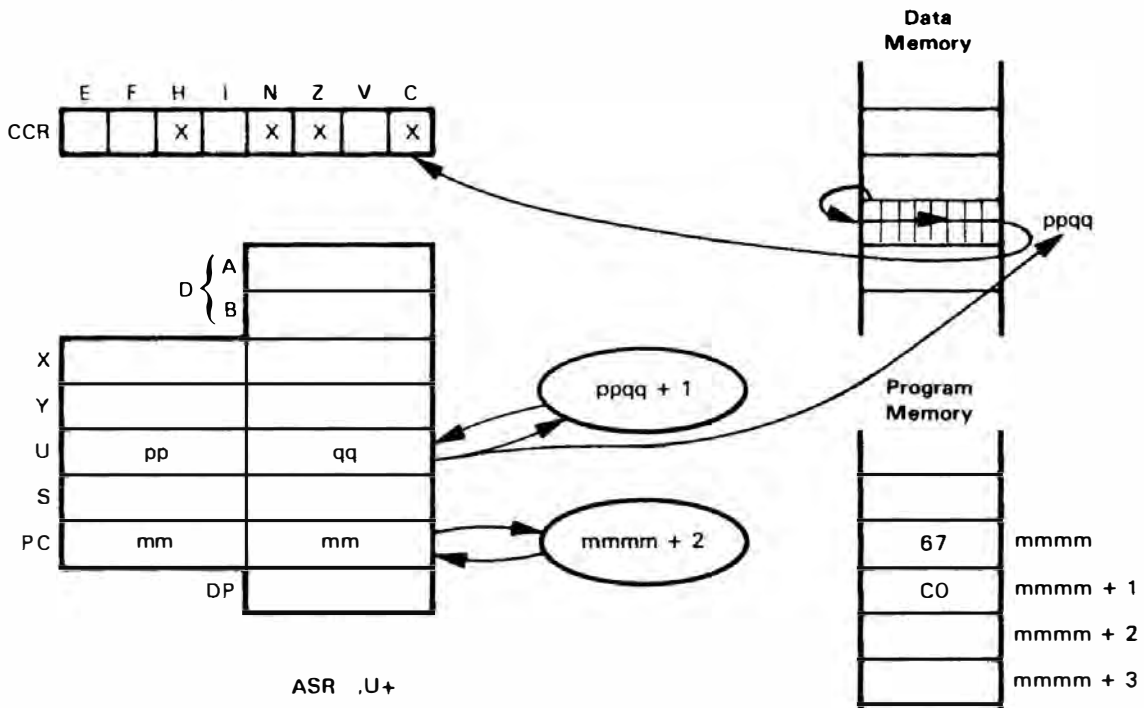 Data
Memory
E F H I N Z V C
CCR X X X X
ppqq
D { A
B
X
Y
ppqq + 1
Program
Memory
U pp qq
S
PC mm mm
mmmm + 2
67 mmmm
DP
C0 mmmm + 1
mmmm + 2
mmmm + 3
ASR ,U+